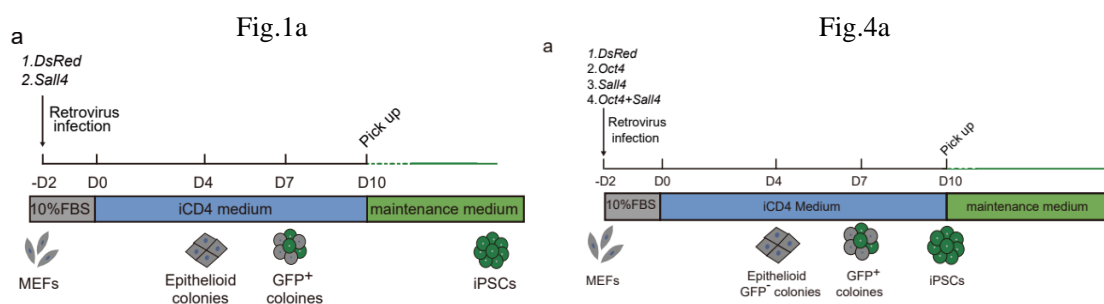 Fig.1a
a
1.DsRed
2.Sall4
Retrovirus
infection
Pick up
-D2 D0 D4 D7 D10
10%FBS iCD4 medium maintenance medium
MEFs
Epithelioid
colonies
GFP+
coloines
iPSCs
Fig.4a
a
1.DsRed
2.Oct4
3.Sall4
4.Oct4+Sall4
Retrovirus
infection
Pick up
-D2 D0 D4 D7 D10
10%FBS iCD4 Medium maintenance medium
MEFs
Epithelioid
GFP- colonies
GFP+
coloines
iPSCs